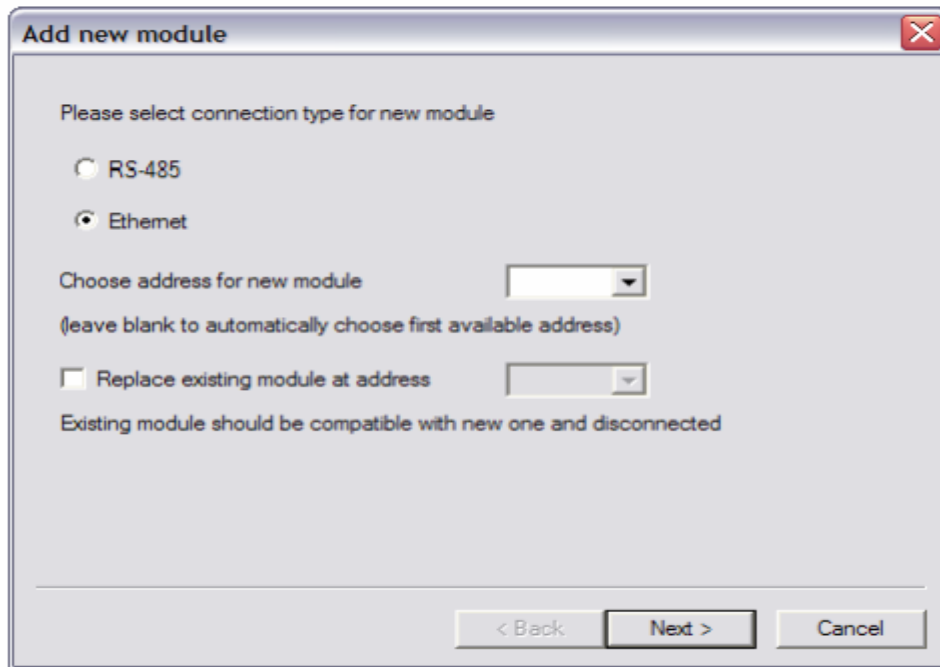 Add new module
Please select connection type for new module
RS-485
Ethernet
Choose address for new module
(leave blank to automatically choose first available address)
Replace existing module at address
Existing module should be compatible with new one and disconnected
< Back
Next >
Cancel